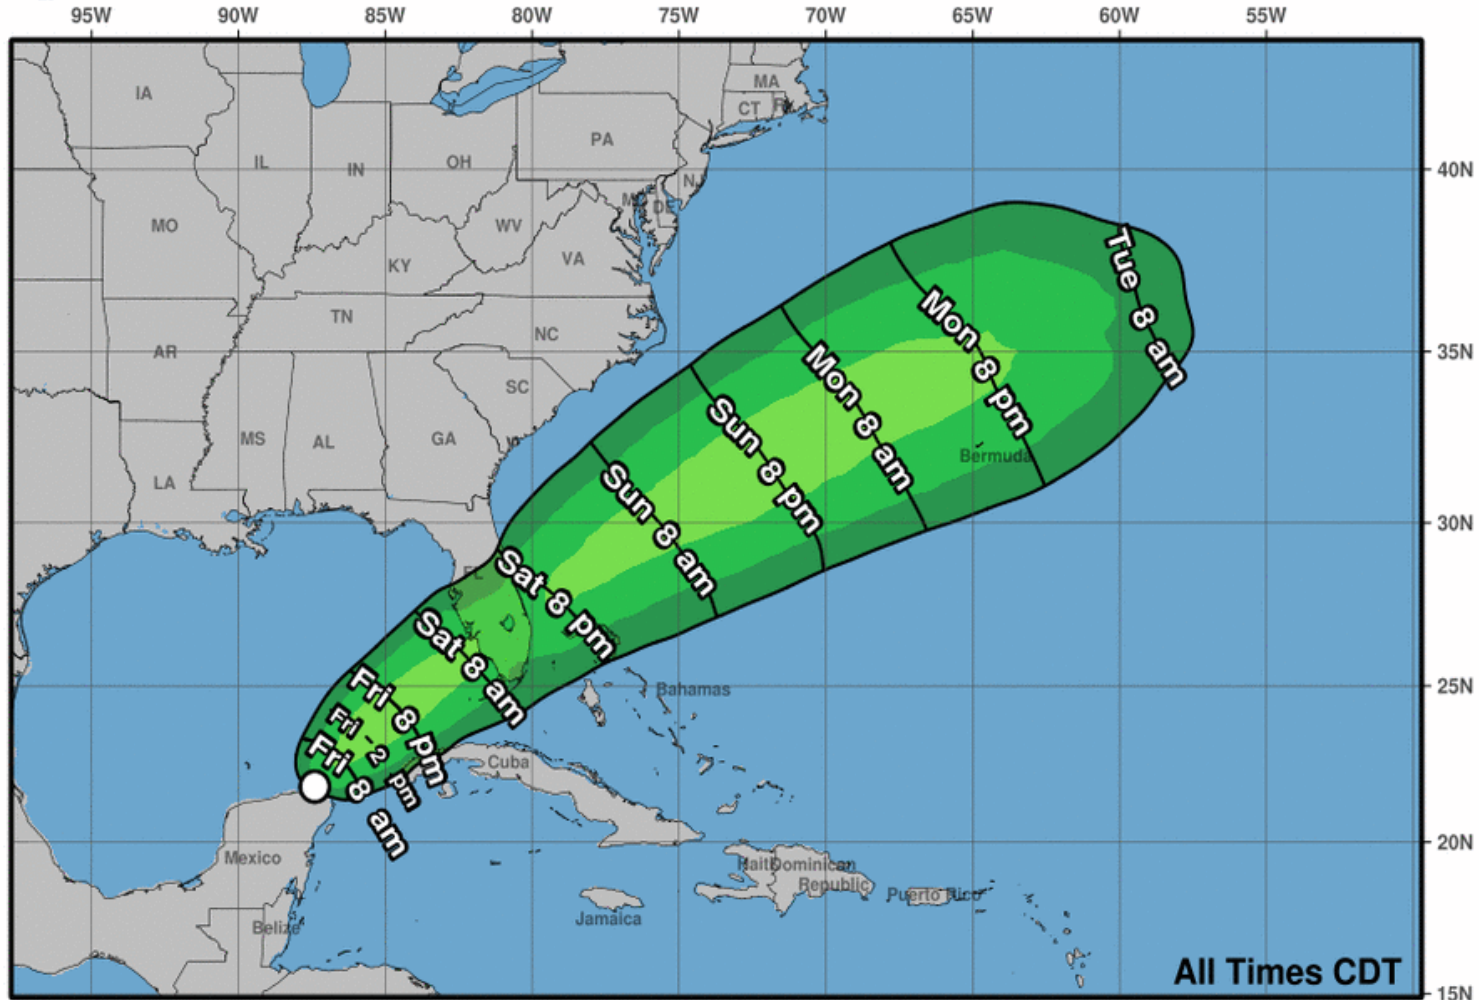 95W 90W 85W 80W 75W 70W 65W 60W 55W
MA
IA
CT
PA
40N
IL
IN
OH
NJ
DE
MO
WV
VA
KY
Tue 8 am
TN
NC
Mon 8 pm
AR
35N
Mon 8 am
SC
Sun 8 pm
MS
AL
GA
Bermuda
LA
Sun 8 am
30N
FL
Sat 8 pm
Sat 8 am
25N
Bahamas
Fri 8 pm
Fri 2 pm
Fri 8 am
Cuba
20N
Mexico
Haiti
Dominican
Republic
Puerto Rico
Jamaica
Belize
All Times CDT
15N